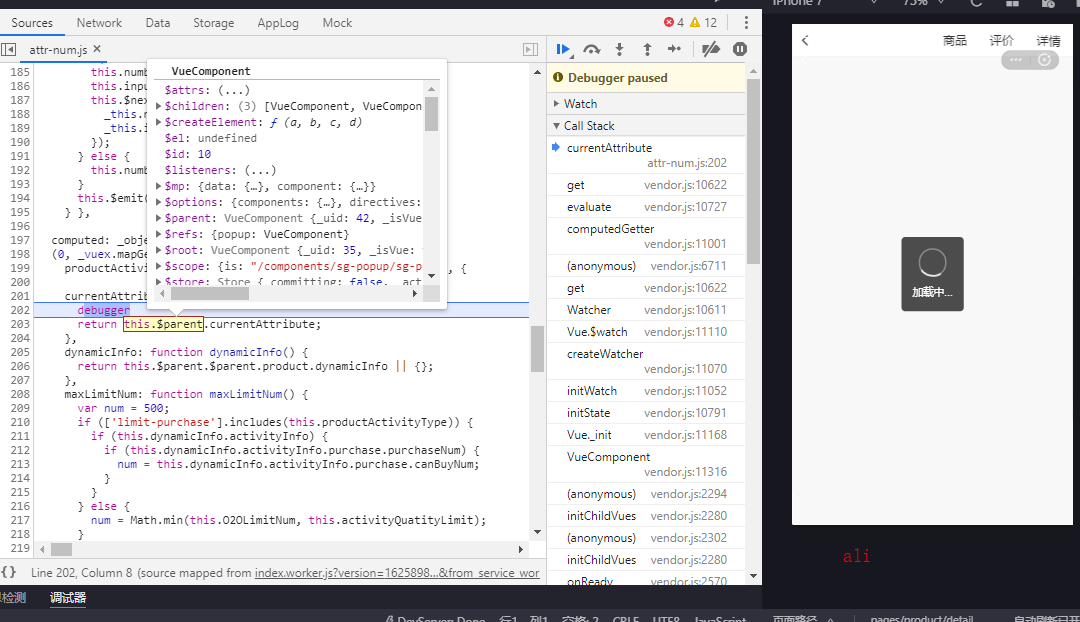 Sources Network Data Storage AppLog Mock 4 12
iPhone 7 75%
attr-num.js ×
VueComponent
$attrs: (...)
$children: (3) [VueComponent, VueCompon
$createElement: ƒ (a, b, c, d)
$el: undefined
$id: 10
$listeners: (...)
$mp: {data: {…}, component: {…}}
$options: {components: {…}, directives:
$parent: VueComponent {_uid: 42, _isVue
$refs: {popup: VueComponent}
$root: VueComponent {_uid: 35, _isVue:
$scope: {is: "/components/sg-popup/sg-p
$store: Store {_committing: false, _act
185 this.numb
186 this.inpu
187 this.$nex
188 _this.n
189 _this.i
190 });
191 } else {
192 this.numb
193 }
194 this.$emit(
195 } },
196
197 computed: _obje
198 (0, _vuex.mapGe
199 productActivi , {
200
201 currentAttrib
202 debugger
203 return this.$parent.currentAttribute;
204 },
205 dynamicInfo: function dynamicInfo() {
206 return this.$parent.$parent.product.dynamicInfo || {};
207 },
208 maxLimitNum: function maxLimitNum() {
209 var num = 500;
210 if (['limit-purchase'].includes(this.productActivityType)) {
211 if (this.dynamicInfo.activityInfo) {
212 if (this.dynamicInfo.activityInfo.purchase.purchaseNum) {
213 num = this.dynamicInfo.activityInfo.purchase.canBuyNum;
214 }
215 }
216 } else {
217 num = Math.min(this.O2OLimitNum, this.activityQuatityLimit);
218 }
219
{} Line 202, Column 8 (source mapped from index.worker.js?version=1625898...&from_service_wor
Debugger paused
Watch
Call Stack
currentAttribute
attr-num.js:202
get vendor.js:10622
evaluate vendor.js:10727
computedGetter
vendor.js:11001
(anonymous) vendor.js:6711
get vendor.js:10622
Watcher vendor.js:10611
Vue.$watch vendor.js:11110
createWatcher
vendor.js:11070
initWatch vendor.js:11052
initState vendor.js:10791
Vue._init vendor.js:11168
VueComponent
vendor.js:11316
(anonymous) vendor.js:2294
initChildVues vendor.js:2280
(anonymous) vendor.js:2302
initChildVues vendor.js:2280
onReady vendor.js:2570
商品 评价 详情
加载中...
ali
检测 调试器
DevServer: Done 行1, 列1 空格: 2 CRLF UTF8 JavaScript 页面路径 pages/product/detail 自动刷新已开